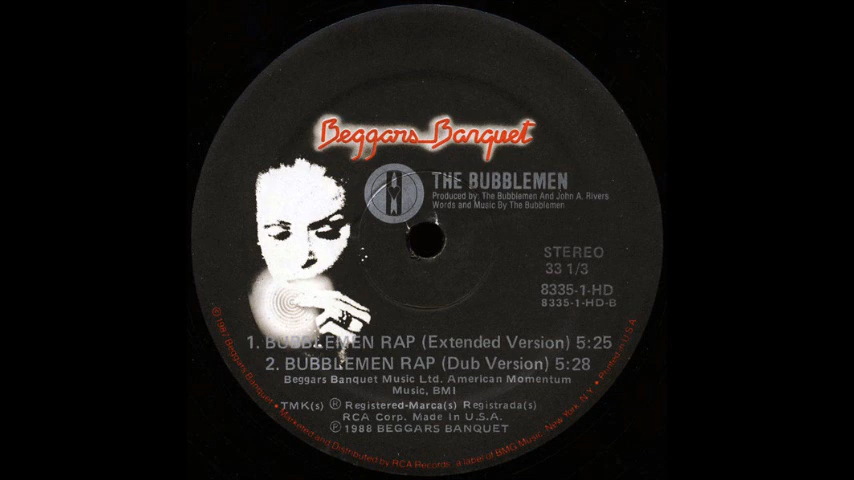 Beggars Banquet
THE BUBBLEMEN
Produced by: The Bubblemen And John A. Rivers
Words and Music By The Bubblemen
STEREO
33 1/3
8335-1-HD
8335-1-HD-B
1. BUBBLEMEN RAP (Extended Version) 5:25
2. BUBBLEMEN RAP (Dub Version) 5:28
Beggars Banquet Music Ltd. American Momentum
Music, BMI
TMK(s) ® Registered-Marca(s) Registrada(s)
RCA Corp. Made In U.S.A.
℗ 1988 BEGGARS BANQUET
© 1987 Beggars Banquet • Marketed and Distributed by RCA Records, a label of BMG Music, New York, N.Y. • Printed in U.S.A.